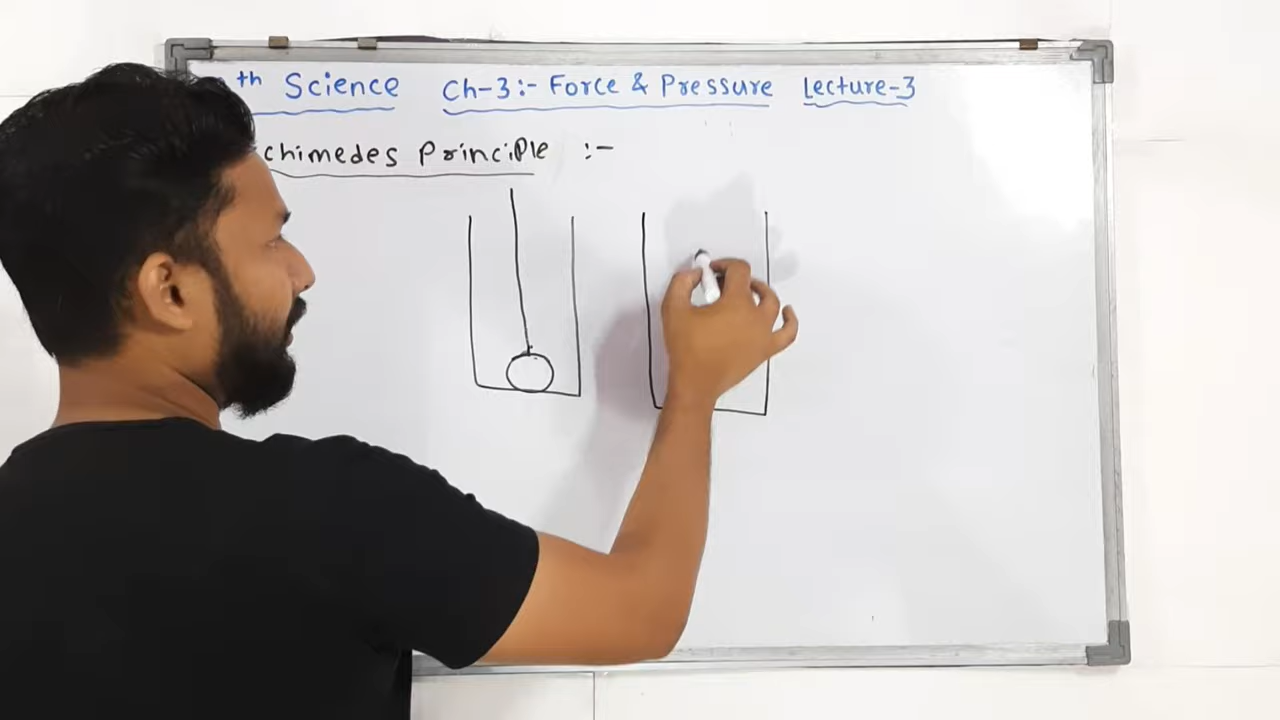 th Science Ch-3:- Force & Pressure Lecture-3
chimedes Principle :-